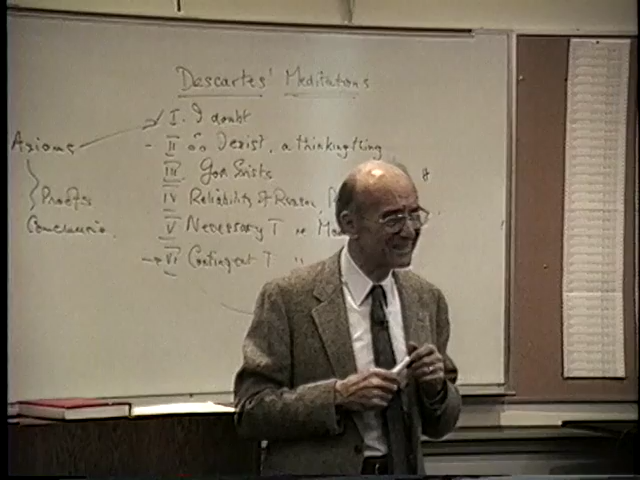 Descartes' Meditations
I. I doubt
Axioms
II ∴ I exist, a thinking thing
III. God Exists
Proofs
IV Reliability of Reason,
Conclusion.
V Necessary T re
VI Contingent T " "